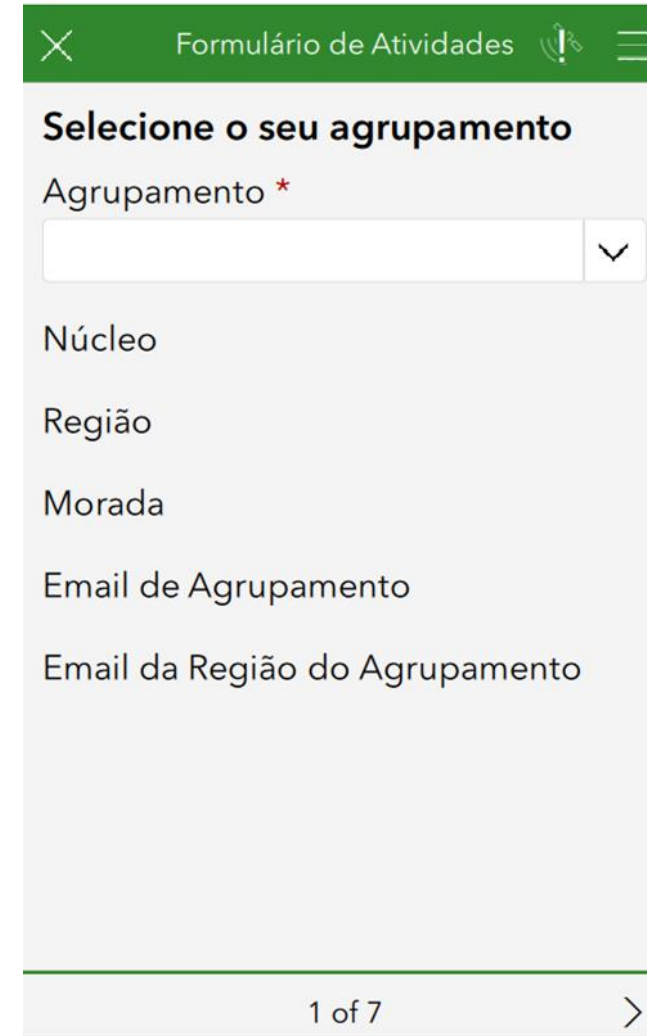 Formulário de Atividades
Selecione o seu agrupamento
Agrupamento *
Núcleo
Região
Morada
Email de Agrupamento
Email da Região do Agrupamento
1 of 7